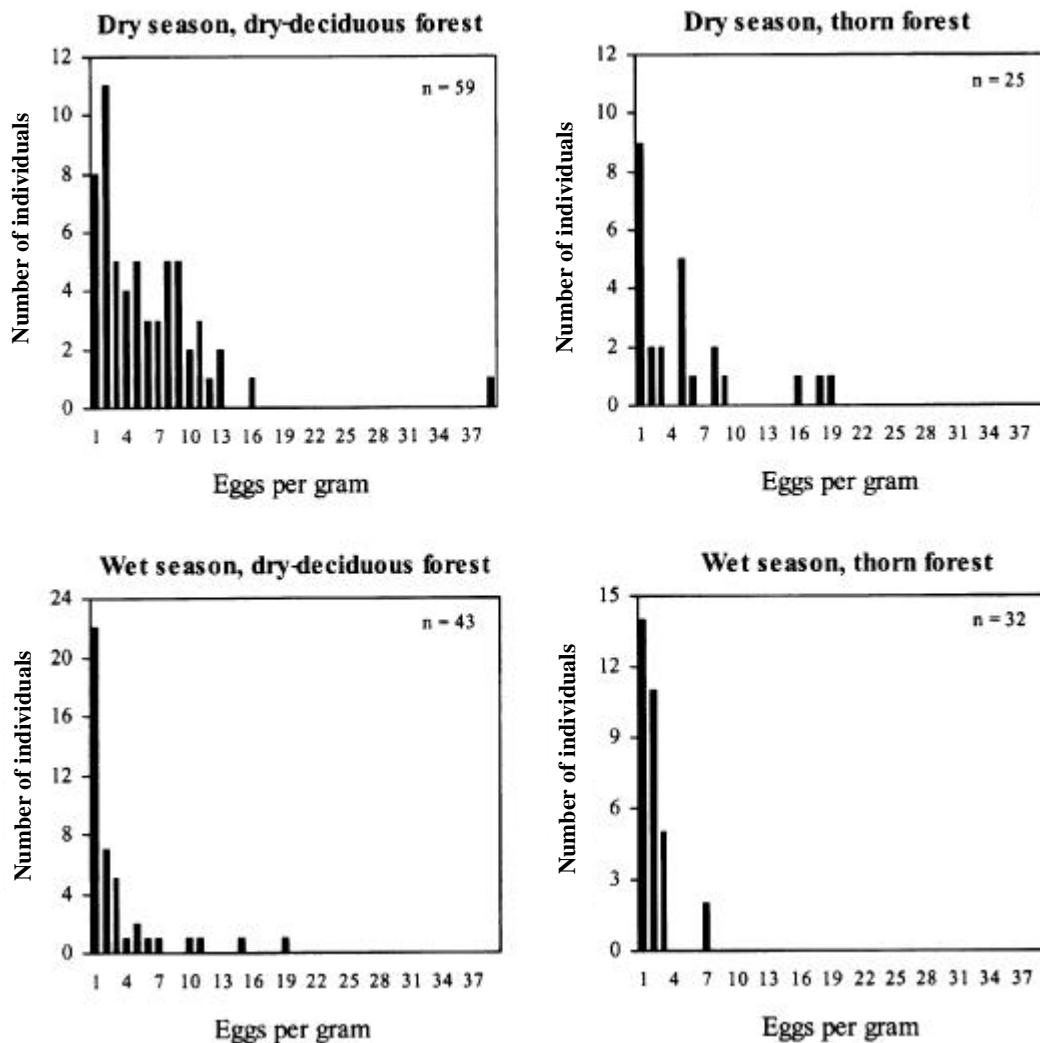 Dry season, dry-deciduous forest
n = 59
12
10
8
6
4
2
0
Number of individuals
1 4 7 10 13 16 19 22 25 28 31 34 37
Eggs per gram
Dry season, thorn forest
n = 25
12
10
8
6
4
2
0
Number of individuals
1 4 7 10 13 16 19 22 25 28 31 34 37
Eggs per gram
Wet season, dry-deciduous forest
n = 43
24
20
16
12
8
4
0
Number of individuals
1 4 7 10 13 16 19 22 25 28 31 34 37
Eggs per gram
Wet season, thorn forest
n = 32
15
12
9
6
3
0
Number of individuals
1 4 7 10 13 16 19 22 25 28 31 34 37
Eggs per gram